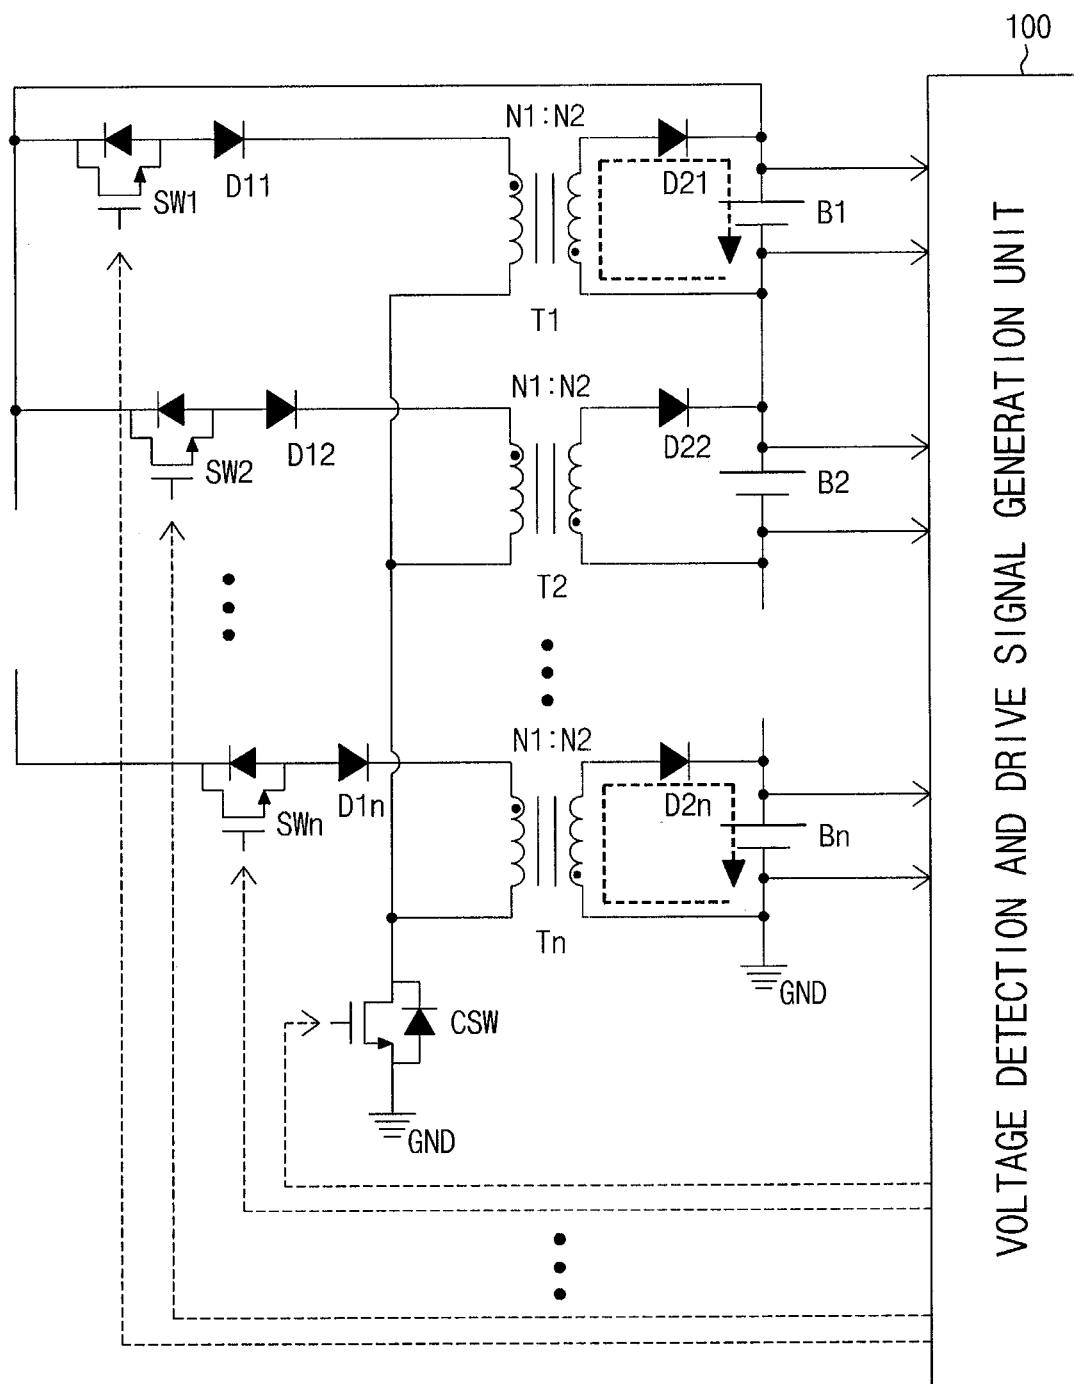 100
N1:N2
SW1
D11
D21
B1
T1
N1:N2
SW2
D12
D22
B2
T2
N1:N2
SWn
D1n
D2n
Bn
Tn
GND
CSW
GND
VOLTAGE DETECTION AND DRIVE SIGNAL GENERATION UNIT